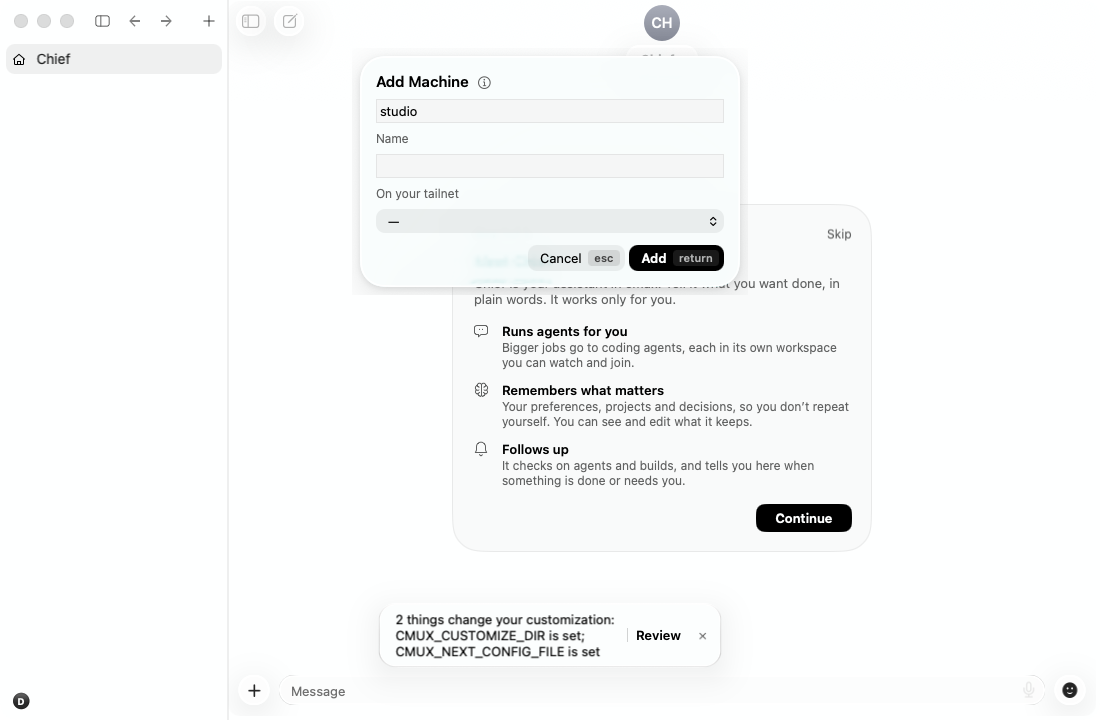 Chief
CH
Add Machine
studio
Name
On your tailnet
—
Cancel esc
Add return
Skip
plain words. It works only for you.
you want done, in
Runs agents for you
Bigger jobs go to coding agents, each in its own workspace
you can watch and join.
Remembers what matters
Your preferences, projects and decisions, so you don’t repeat
yourself. You can see and edit what it keeps.
Follows up
It checks on agents and builds, and tells you here when
something is done or needs you.
Continue
2 things change your customization:
CMUX_CUSTOMIZE_DIR is set;
CMUX_NEXT_CONFIG_FILE is set
Review
×
Message
D